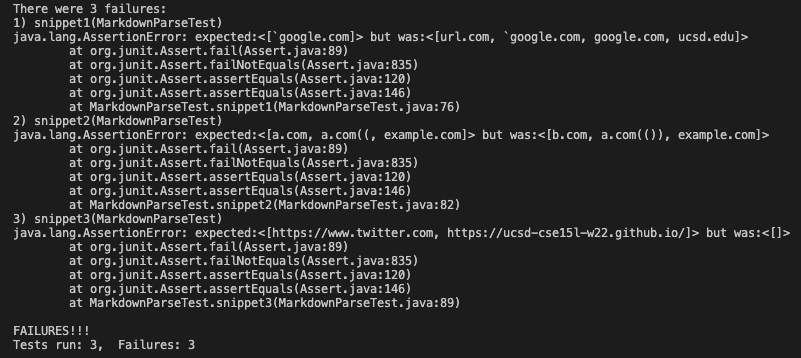 There were 3 failures:
1) snippet1(MarkdownParseTest)
java.lang.AssertionError: expected:<[`google.com]> but was:<[url.com, `google.com, google.com, ucsd.edu]>
at org.junit.Assert.fail(Assert.java:89)
at org.junit.Assert.failNotEquals(Assert.java:835)
at org.junit.Assert.assertEquals(Assert.java:120)
at org.junit.Assert.assertEquals(Assert.java:146)
at MarkdownParseTest.snippet1(MarkdownParseTest.java:76)
2) snippet2(MarkdownParseTest)
java.lang.AssertionError: expected:<[a.com, a.com((, example.com]> but was:<[b.com, a.com(()), example.com]>
at org.junit.Assert.fail(Assert.java:89)
at org.junit.Assert.failNotEquals(Assert.java:835)
at org.junit.Assert.assertEquals(Assert.java:120)
at org.junit.Assert.assertEquals(Assert.java:146)
at MarkdownParseTest.snippet2(MarkdownParseTest.java:82)
3) snippet3(MarkdownParseTest)
java.lang.AssertionError: expected:<[https://www.twitter.com, https://ucsd-cse15l-w22.github.io/]> but was:<[]>
at org.junit.Assert.fail(Assert.java:89)
at org.junit.Assert.failNotEquals(Assert.java:835)
at org.junit.Assert.assertEquals(Assert.java:120)
at org.junit.Assert.assertEquals(Assert.java:146)
at MarkdownParseTest.snippet3(MarkdownParseTest.java:89)
FAILURES!!!
Tests run: 3,  Failures: 3